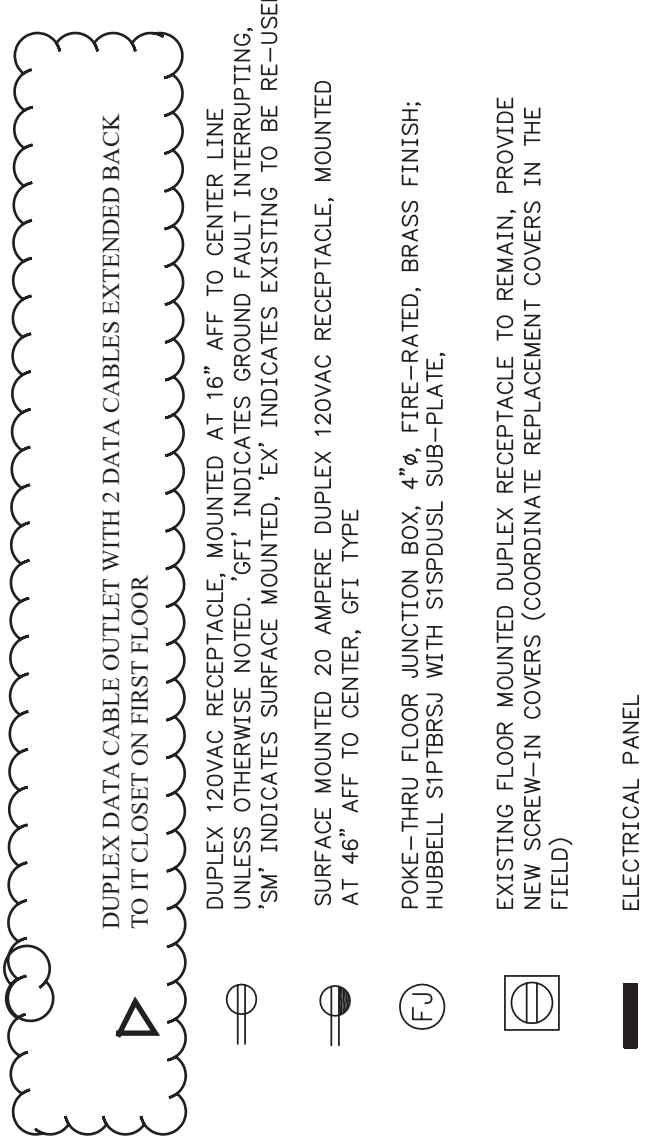 DUPLEX DATA CABLE OUTLET WITH 2 DATA CABLES EXTENDED BACK
TO IT CLOSET ON FIRST FLOOR
DUPLEX 120VAC RECEPTACLE, MOUNTED AT 16" AFF TO CENTER LINE
UNLESS OTHERWISE NOTED. 'GFI' INDICATES GROUND FAULT INTERRUPTING,
'SM' INDICATES SURFACE MOUNTED, 'EX' INDICATES EXISTING TO BE RE-USED
SURFACE MOUNTED 20 AMPERE DUPLEX 120VAC RECEPTACLE, MOUNTED
AT 46" AFF TO CENTER, GFI TYPE
FJ
POKE-THRU FLOOR JUNCTION BOX, 4"ø, FIRE-RATED, BRASS FINISH;
HUBBELL S1PTBRSJ WITH S1SPDUSL SUB-PLATE,
EXISTING FLOOR MOUNTED DUPLEX RECEPTACLE TO REMAIN, PROVIDE
NEW SCREW-IN COVERS (COORDINATE REPLACEMENT COVERS IN THE
FIELD)
ELECTRICAL PANEL